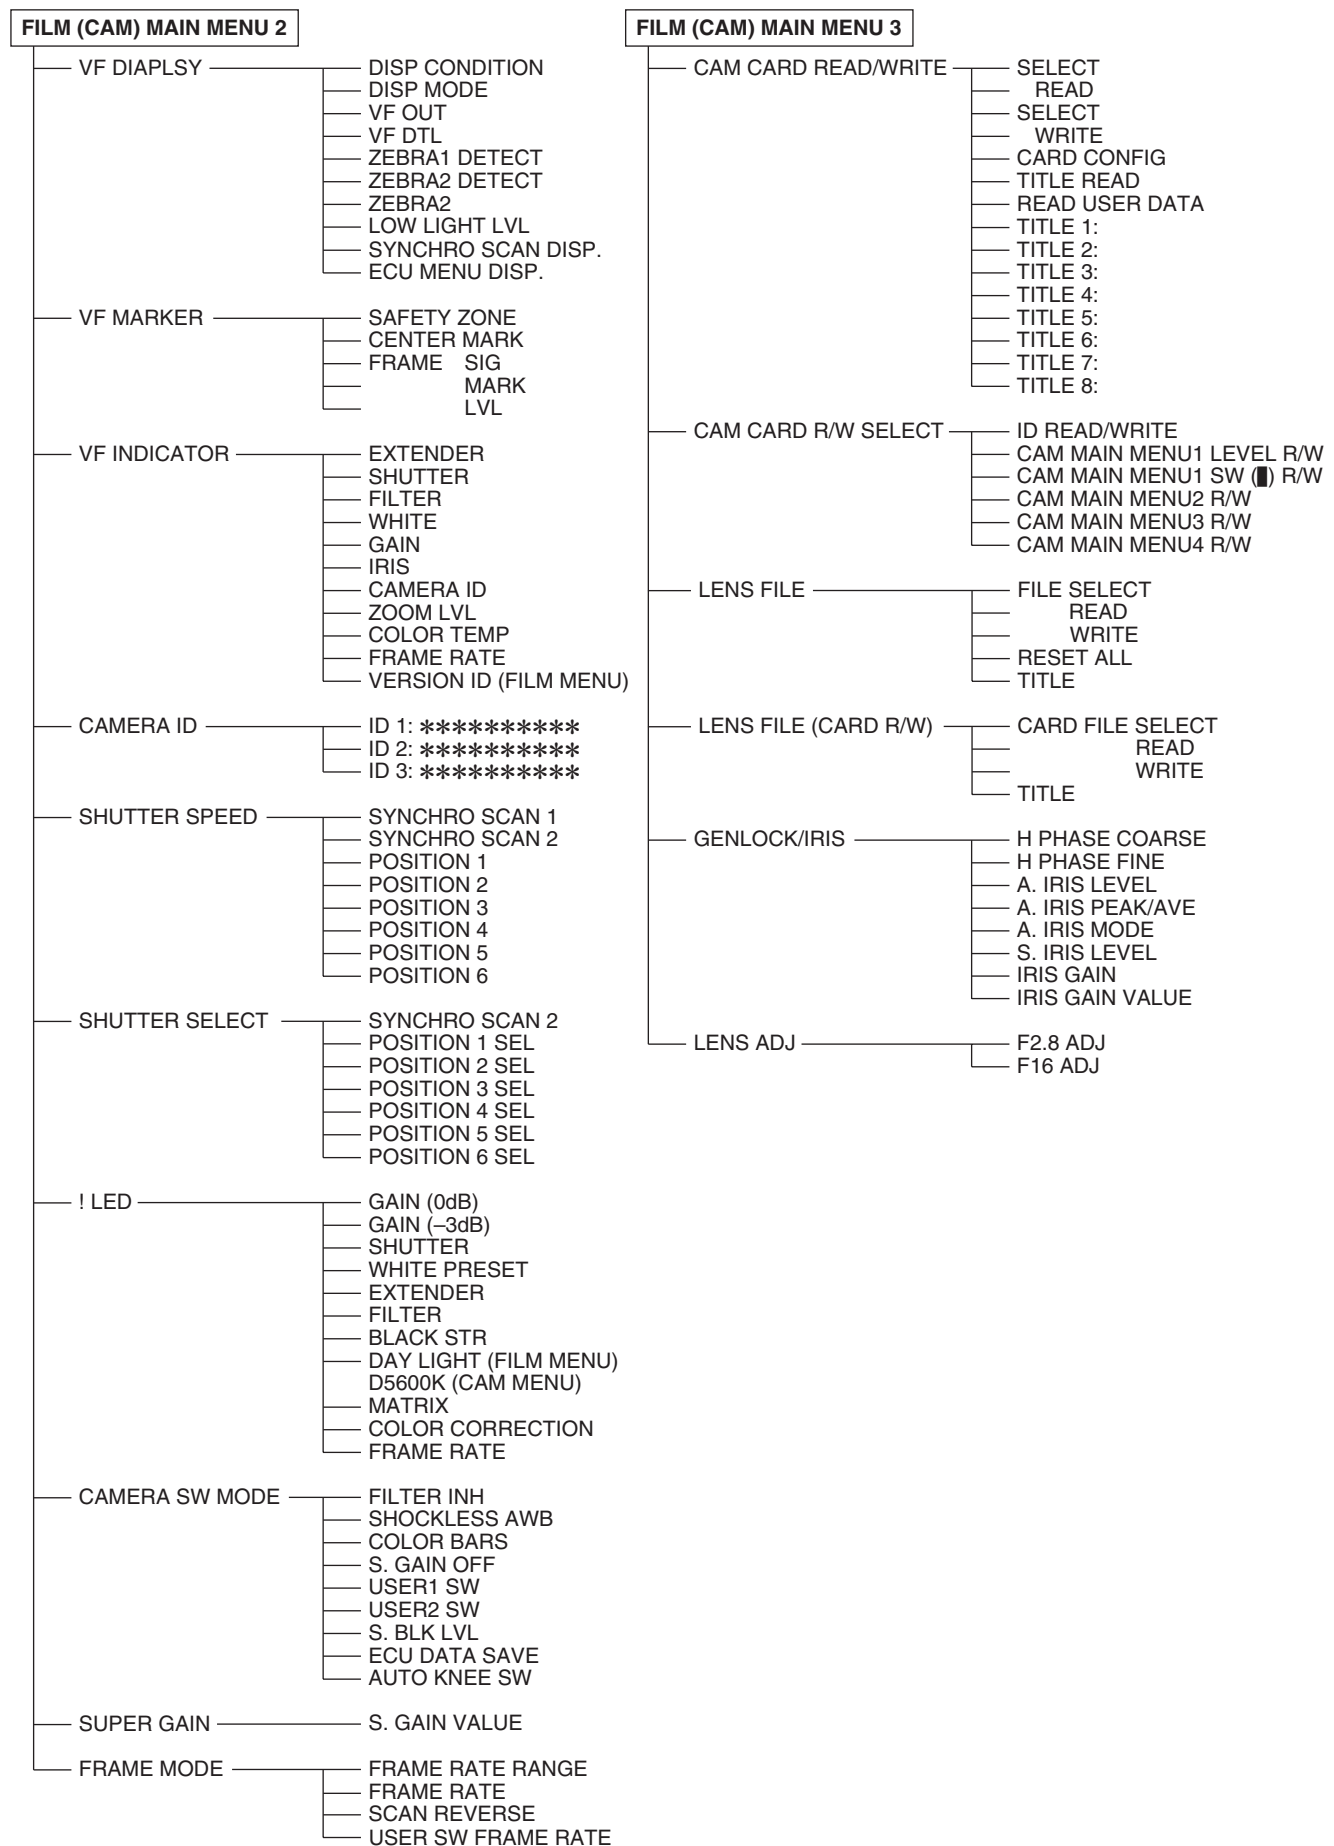 FILM (CAM) MAIN MENU 2
VF DIAPLSY
DISP CONDITION
DISP MODE
VF OUT
VF DTL
ZEBRA1 DETECT
ZEBRA2 DETECT
ZEBRA2
LOW LIGHT LVL
SYNCHRO SCAN DISP.
ECU MENU DISP.
VF MARKER
SAFETY ZONE
CENTER MARK
FRAME SIG
MARK
LVL
VF INDICATOR
EXTENDER
SHUTTER
FILTER
WHITE
GAIN
IRIS
CAMERA ID
ZOOM LVL
COLOR TEMP
FRAME RATE
VERSION ID (FILM MENU)
CAMERA ID
ID 1: **********
ID 2: **********
ID 3: **********
SHUTTER SPEED
SYNCHRO SCAN 1
SYNCHRO SCAN 2
POSITION 1
POSITION 2
POSITION 3
POSITION 4
POSITION 5
POSITION 6
SHUTTER SELECT
SYNCHRO SCAN 2
POSITION 1 SEL
POSITION 2 SEL
POSITION 3 SEL
POSITION 4 SEL
POSITION 5 SEL
POSITION 6 SEL
! LED
GAIN (0dB)
GAIN (–3dB)
SHUTTER
WHITE PRESET
EXTENDER
FILTER
BLACK STR
DAY LIGHT (FILM MENU)
D5600K (CAM MENU)
MATRIX
COLOR CORRECTION
FRAME RATE
CAMERA SW MODE
FILTER INH
SHOCKLESS AWB
COLOR BARS
S. GAIN OFF
USER1 SW
USER2 SW
S. BLK LVL
ECU DATA SAVE
AUTO KNEE SW
SUPER GAIN
S. GAIN VALUE
FRAME MODE
FRAME RATE RANGE
FRAME RATE
SCAN REVERSE
USER SW FRAME RATE
FILM (CAM) MAIN MENU 3
CAM CARD READ/WRITE
SELECT
READ
SELECT
WRITE
CARD CONFIG
TITLE READ
READ USER DATA
TITLE 1:
TITLE 2:
TITLE 3:
TITLE 4:
TITLE 5:
TITLE 6:
TITLE 7:
TITLE 8:
CAM CARD R/W SELECT
ID READ/WRITE
CAM MAIN MENU1 LEVEL R/W
CAM MAIN MENU1 SW (▮) R/W
CAM MAIN MENU2 R/W
CAM MAIN MENU3 R/W
CAM MAIN MENU4 R/W
LENS FILE
FILE SELECT
READ
WRITE
RESET ALL
TITLE
LENS FILE (CARD R/W)
CARD FILE SELECT
READ
WRITE
TITLE
GENLOCK/IRIS
H PHASE COARSE
H PHASE FINE
A. IRIS LEVEL
A. IRIS PEAK/AVE
A. IRIS MODE
S. IRIS LEVEL
IRIS GAIN
IRIS GAIN VALUE
LENS ADJ
F2.8 ADJ
F16 ADJ